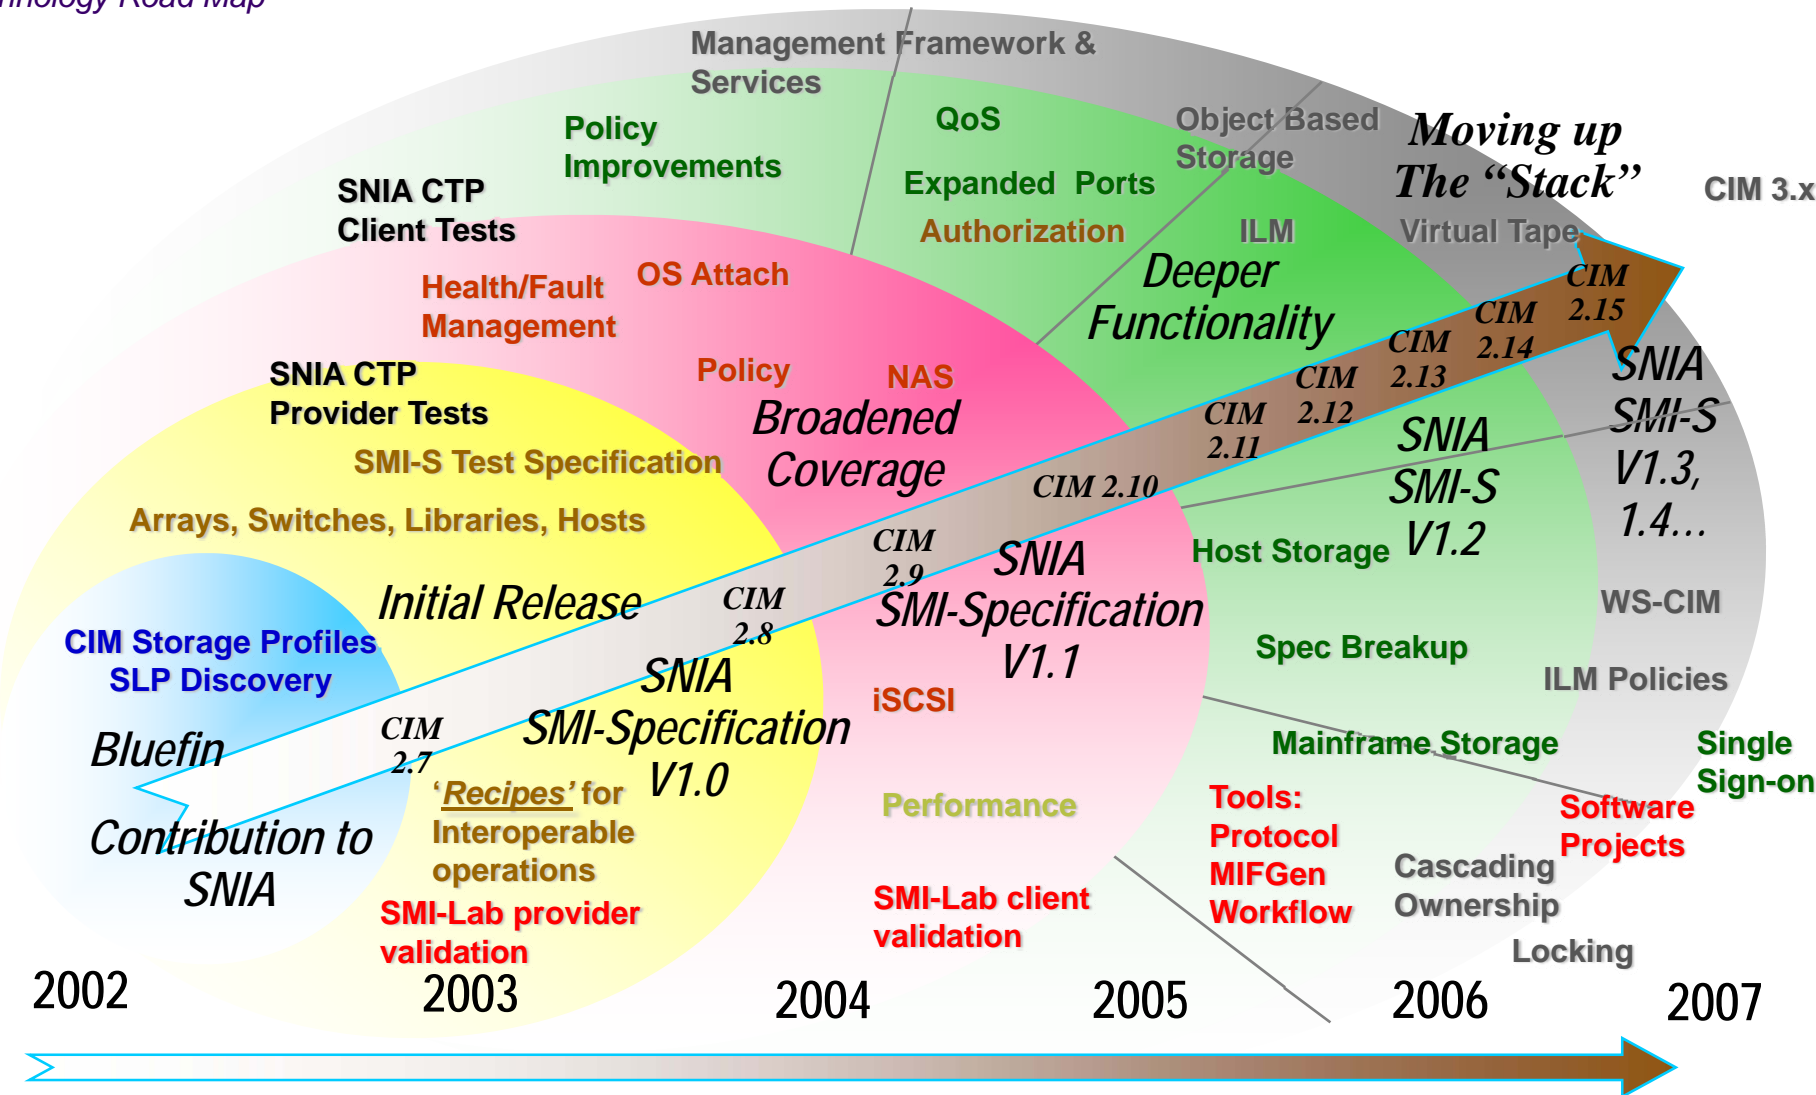 Road Map
Management Framework &
Services
Policy
Improvements
QoS
Object Based
Storage
Moving up
The “Stack”
CIM 3.x
SNIA CTP
Client Tests
Expanded Ports
Authorization
ILM
Virtual Tape
Health/Fault
Management
OS Attach
Deeper
Functionality
CIM
2.15
CIM
2.14
CIM
2.13
CIM
2.12
CIM
2.11
SNIA CTP
Provider Tests
Policy
NAS
Broadened
Coverage
SNIA
SMI-S
V1.3,
1.4...
SNIA
SMI-S
V1.2
SMI-S Test Specification
CIM 2.10
Arrays, Switches, Libraries, Hosts
CIM
2.9
SNIA
SMI-Specification
V1.1
Host Storage
Initial Release
CIM
2.8
WS-CIM
CIM Storage Profiles
SLP Discovery
Spec Breakup
SNIA
SMI-Specification
V1.0
iSCSI
ILM Policies
Bluefin
CIM
2.7
Mainframe Storage
Single
Sign-on
‘Recipes’ for
Interoperable
operations
Performance
Tools:
Protocol
MIFGen
Workflow
Software
Projects
Contribution to
SNIA
Cascading
Ownership
SMI-Lab provider
validation
SMI-Lab client
validation
Locking
2002
2003
2004
2005
2006
2007